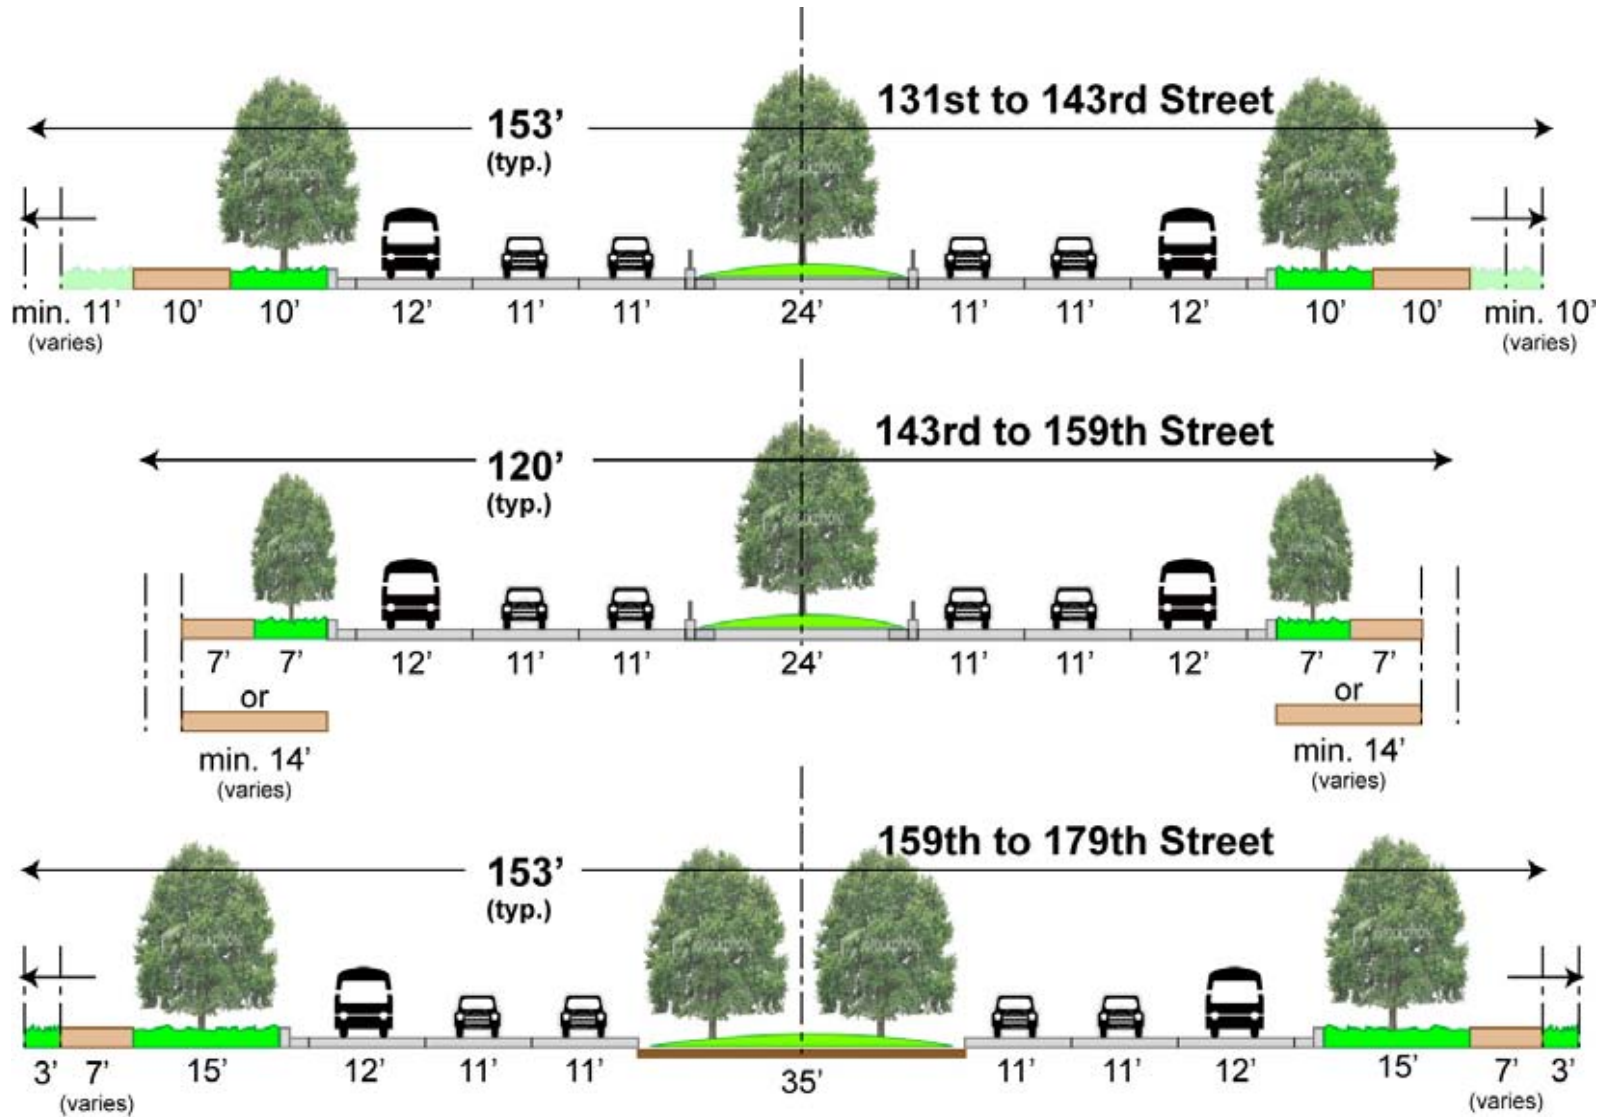 131st to 143rd Street
153'
(typ.)
min. 11' 10' 10' 12' 11' 11' 24' 11' 11' 12' 10' 10' min. 10'
(varies) (varies)
143rd to 159th Street
120'
(typ.)
7' 7' 12' 11' 11' 24' 11' 11' 12' 7' 7'
or or
min. 14' min. 14'
(varies) (varies)
159th to 179th Street
153'
(typ.)
3' 7' 15' 12' 11' 11' 35' 11' 11' 12' 15' 7' 3'
(varies) (varies)